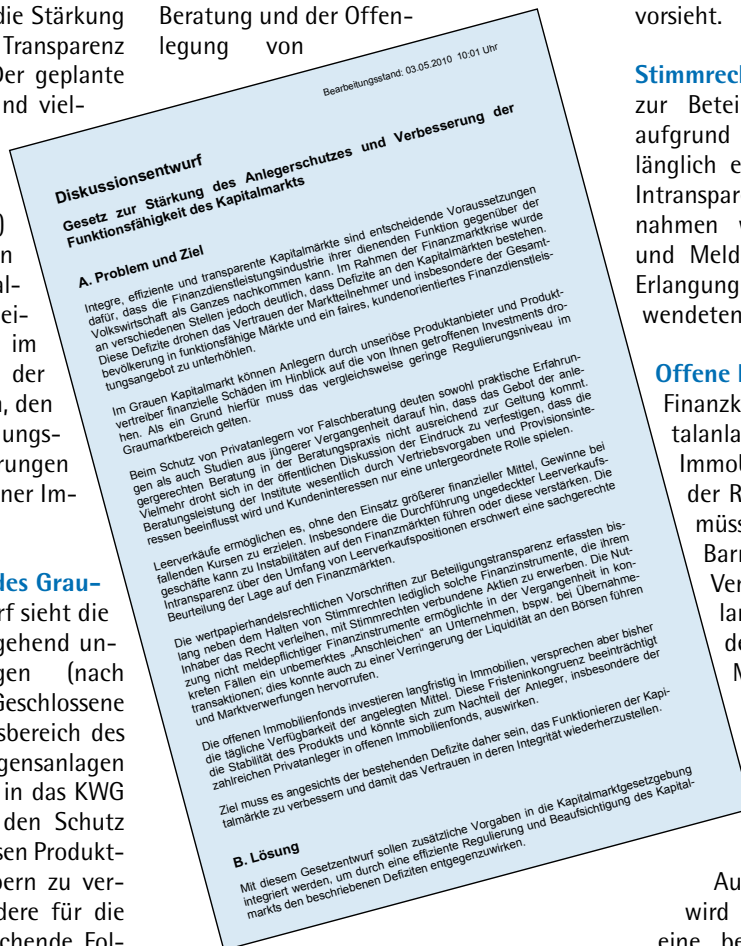 die Stärkung
Transparenz
Der geplante
und viel-
)
n
al-
ei-
im
der
, den
ungs-
rungen
ner Im-
des Grau-
rf sieht die
gehend un-
gen (nach
Geschlossene
sbereich des
gensanlagen
in das KWG
den Schutz
sen Produkt-
bern zu ver-
dere für die
chende Fol-
Beratung und der Offen-
legung von
Bearbeitungsstand: 03.05.2010 10:01 Uhr
Diskussionsentwurf
Gesetz zur Stärkung des Anlegerschutzes und Verbesserung der
Funktionsfähigkeit des Kapitalmarkts
A. Problem und Ziel
Integre, effiziente und transparente Kapitalmärkte sind entscheidende Voraussetzungen
dafür, dass die Finanzdienstleistungsindustrie ihrer dienenden Funktion gegenüber der
Volkswirtschaft als Ganzes nachkommen kann. Im Rahmen der Finanzmarktkrise wurde
an verschiedenen Stellen jedoch deutlich, dass Defizite an den Kapitalmärkten bestehen.
Diese Defizite drohen das Vertrauen der Marktteilnehmer und insbesondere der Gesamt-
bevölkerung in funktionsfähige Märkte und ein faires, kundenorientiertes Finanzdienstleis-
tungsangebot zu unterhöhlen.
Im Grauen Kapitalmarkt können Anlegern durch unseriöse Produktanbieter und Produkt-
vertreiber finanzielle Schäden im Hinblick auf die von Ihnen getroffenen Investments dro-
hen. Als ein Grund hierfür muss das vergleichsweise geringe Regulierungsniveau im
Graumarktbereich gelten.
Beim Schutz von Privatanlegern vor Falschberatung deuten sowohl praktische Erfahrun-
gen als auch Studien aus jüngerer Vergangenheit darauf hin, dass das Gebot der anle-
gergerechten Beratung in der Beratungspraxis nicht ausreichend zur Geltung kommt.
Vielmehr droht sich in der öffentlichen Diskussion der Eindruck zu verfestigen, dass die
Beratungsleistung der Institute wesentlich durch Vertriebsvorgaben und Provisionsinte-
ressen beeinflusst wird und Kundeninteressen nur eine untergeordnete Rolle spielen.
Leerverkäufe ermöglichen es, ohne den Einsatz größerer finanzieller Mittel, Gewinne bei
fallenden Kursen zu erzielen. Insbesondere die Durchführung ungedeckter Leerverkaufs-
geschäfte kann zu Instabilitäten auf den Finanzmärkten führen oder diese verstärken. Die
Intransparenz über den Umfang von Leerverkaufspositionen erschwert eine sachgerechte
Beurteilung der Lage auf den Finanzmärkten.
Die wertpapierhandelsrechtlichen Vorschriften zur Beteiligungstransparenz erfassten bis-
lang neben dem Halten von Stimmrechten lediglich solche Finanzinstrumente, die ihrem
Inhaber das Recht verleihen, mit Stimmrechten verbundene Aktien zu erwerben. Die Nut-
zung nicht meldepflichtiger Finanzinstrumente ermöglichte in der Vergangenheit in kon-
kreten Fällen ein unbemerktes „Anschleichen“ an Unternehmen, bspw. bei Übernahme-
transaktionen; dies konnte auch zu einer Verringerung der Liquidität an den Börsen führen
und Marktverwerfungen hervorrufen.
Die offenen Immobilienfonds investieren langfristig in Immobilien, versprechen aber bisher
die tägliche Verfügbarkeit der angelegten Mittel. Diese Fristeninkongruenz beeinträchtigt
die Stabilität des Produkts und könnte sich zum Nachteil der Anleger, insbesondere der
zahlreichen Privatanleger in offenen Immobilienfonds, auswirken.
Ziel muss es angesichts der bestehenden Defizite daher sein, das Funktionieren der Kapi-
talmärkte zu verbessern und damit das Vertrauen in deren Integrität wiederherzustellen.
B. Lösung
Mit diesem Gesetzentwurf sollen zusätzliche Vorgaben in die Kapitalmarktgesetzgebung
integriert werden, um durch eine effiziente Regulierung und Beaufsichtigung des Kapital-
markts den beschriebenen Defiziten entgegenzuwirken.
vorsieht.
Stimmrech
zur Betei
aufgrund
länglich e
Intranspar
nahmen w
und Meld
Erlangung
wendeten
Offene I
Finanzk
talanla
Immol
der R
müss
Barr
Ver
lar
de
M
Au
wird
eine be